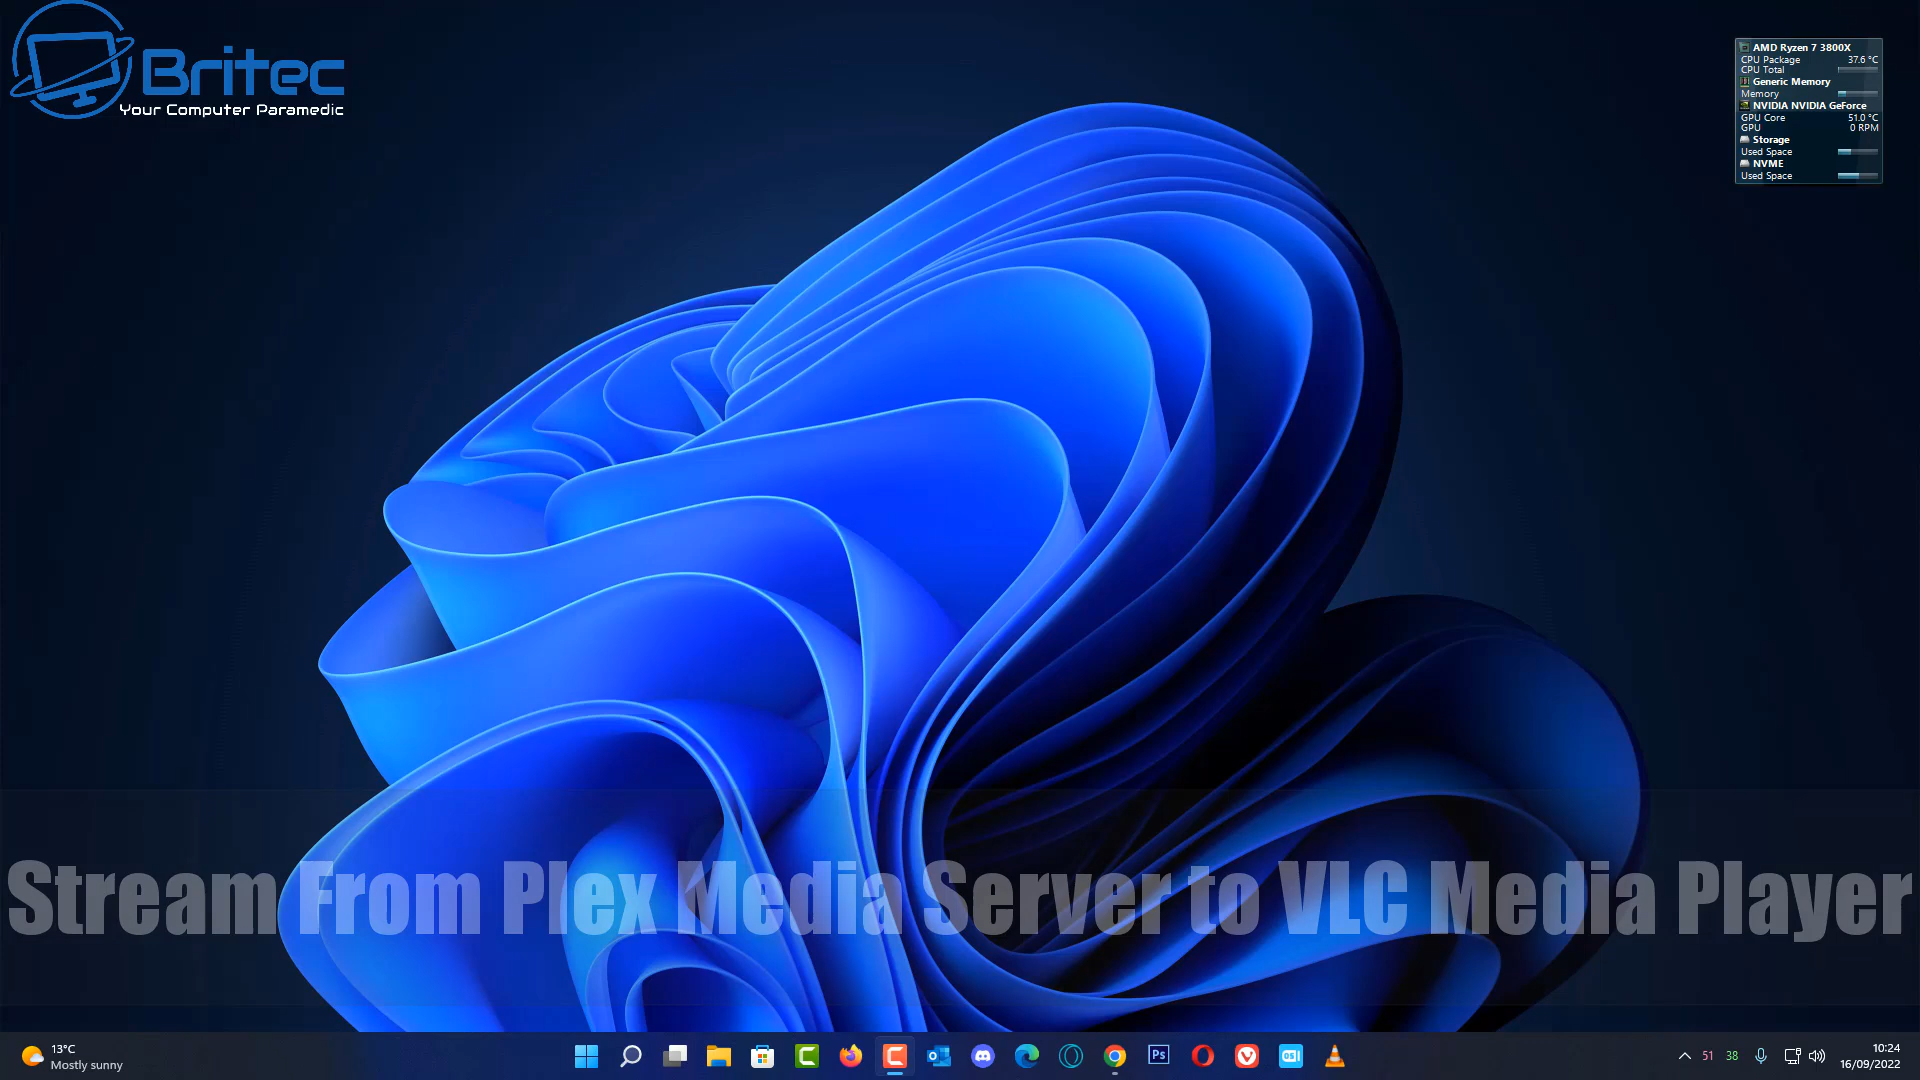 Britec
Your Computer Paramedic
AMD Ryzen 7 3800X
CPU Package 37.6 °C
CPU Total
Generic Memory
Memory
NVIDIA NVIDIA GeForce
GPU Core 51.0 °C
GPU 0 RPM
Storage
Used Space
NVME
Used Space
Stream From Plex Media Server to VLC Media Player
13°C
Mostly sunny
Ps
51 38
10:24
16/09/2022